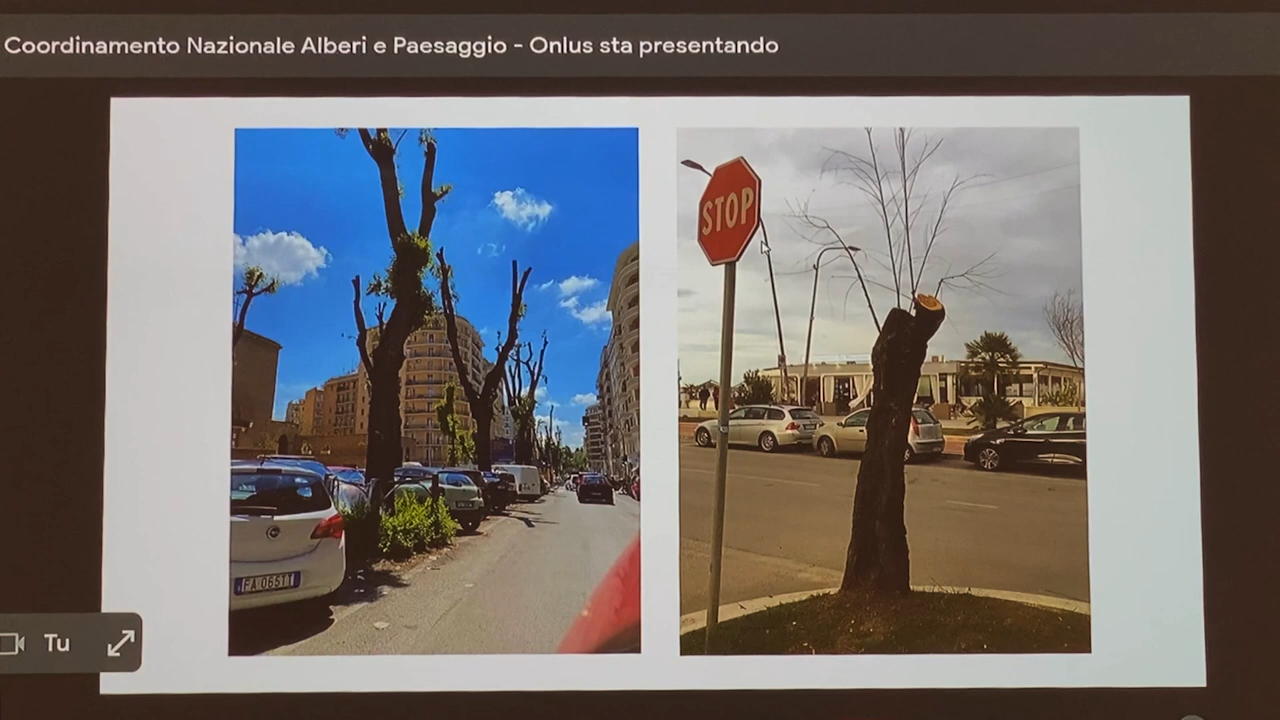 Coordinamento Nazionale Alberi e Paesaggio - Onlus sta presentando
STOP
FA 065TT
Tu